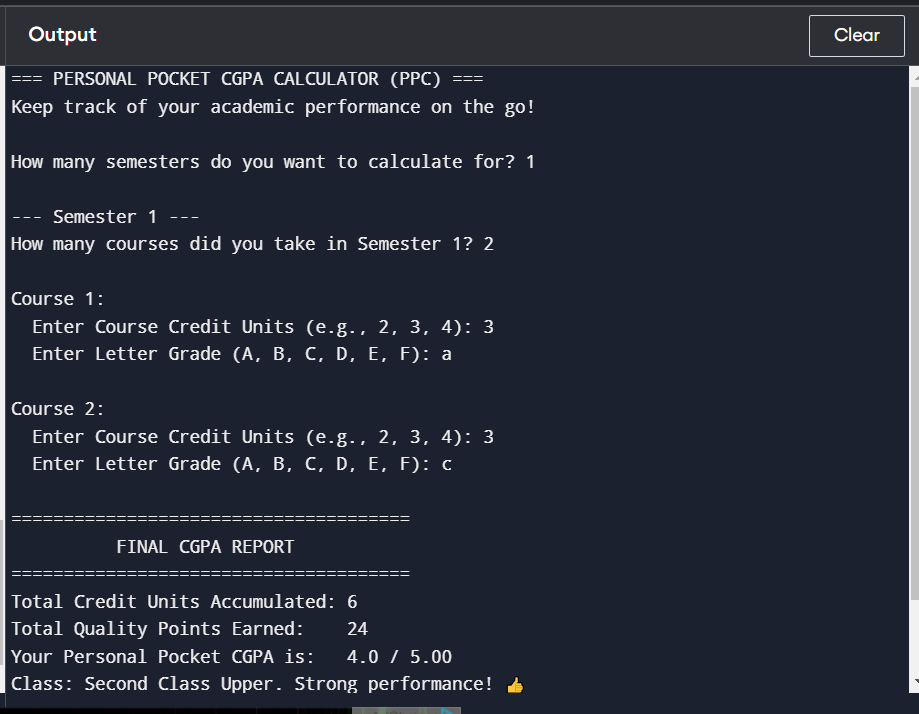 Output
Clear
=== PERSONAL POCKET CGPA CALCULATOR (PPC) ===
Keep track of your academic performance on the go!
How many semesters do you want to calculate for? 1
--- Semester 1 ---
How many courses did you take in Semester 1? 2
Course 1:
  Enter Course Credit Units (e.g., 2, 3, 4): 3
  Enter Letter Grade (A, B, C, D, E, F): a
Course 2:
  Enter Course Credit Units (e.g., 2, 3, 4): 3
  Enter Letter Grade (A, B, C, D, E, F): c
======================================
          FINAL CGPA REPORT
======================================
Total Credit Units Accumulated: 6
Total Quality Points Earned:    24
Your Personal Pocket CGPA is:   4.0 / 5.00
Class: Second Class Upper. Strong performance! 👍